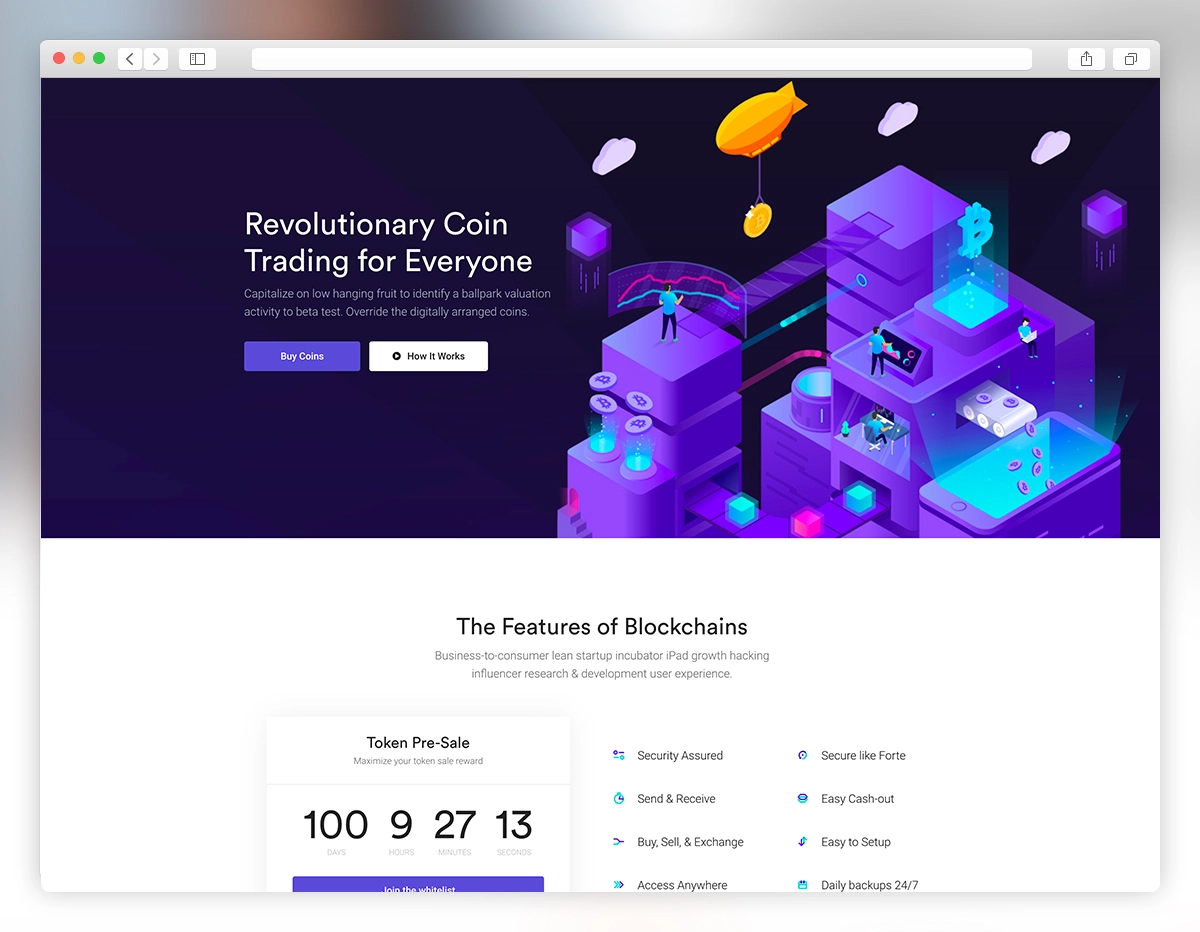 Revolutionary Coin
Trading for Everyone
Capitalize on low hanging fruit to identify a ballpark valuation
activity to beta test. Override the digitally arranged coins.
Buy Coins
How It Works
The Features of Blockchains
Business-to-consumer lean startup incubator iPad growth hacking
influencer research & development user experience.
Token Pre-Sale
Maximize your token sale reward
100 9 27 13
DAYS HOURS MINUTES SECONDS
Join the whitelist
Security Assured
Secure like Forte
Send & Receive
Easy Cash-out
Buy, Sell, & Exchange
Easy to Setup
Access Anywhere
Daily backups 24/7